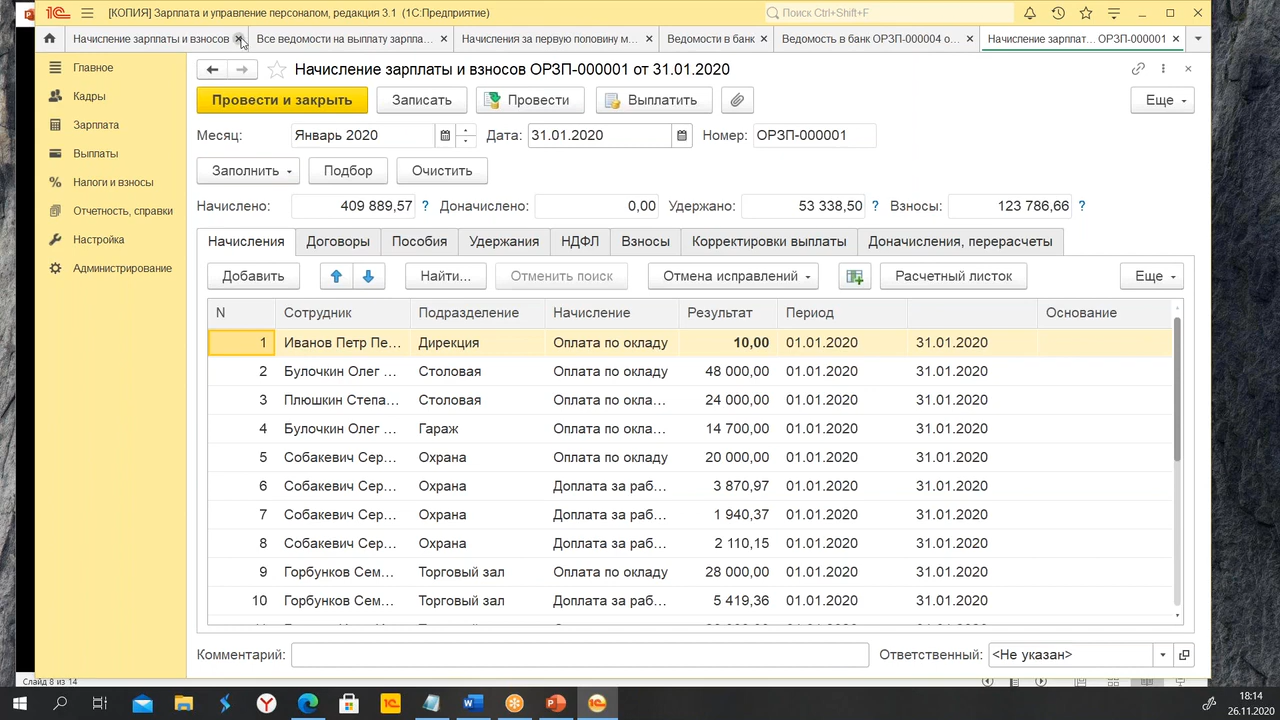 [КОПИЯ] Зарплата и управление персоналом, редакция 3.1 (1С:Предприятие)
Поиск Ctrl+Shift+F
Начисление зарплаты и взносов
Все ведомости на выплату зарпла...
Начисления за первую поповину м...
Ведомости в банк
Ведомость в банк ОРЗП-000004 о...
Начисление зарплат... ОРЗП-000001
Главное
Кадры
Зарплата
Выплаты
Налоги и взносы
Отчетность, справки
Настройка
Администрирование
Начисление зарплаты и взносов ОРЗП-000001 от 31.01.2020
Провести и закрыть Записать Провести Выплатить Еще
Месяц: Январь 2020 Дата: 31.01.2020 Номер: ОРЗП-000001
Заполнить Подбор Очистить
Начислено: 409 889,57 ? Доначислено: 0,00 Удержано: 53 338,50 ? Взносы: 123 786,66 ?
Начисления Договоры Пособия Удержания НДФЛ Взносы Корректировки выплаты Доначисления, перерасчеты
Добавить Найти... Отменить поиск Отмена исправлений Расчетный листок Еще
N Сотрудник Подразделение Начисление Результат Период Основание
1 Иванов Петр Пе... Дирекция Оплата по окладу 10,00 01.01.2020 31.01.2020
2 Булочкин Олег ... Столовая Оплата по окладу 48 000,00 01.01.2020 31.01.2020
3 Плюшкин Степа... Столовая Оплата по окла... 24 000,00 01.01.2020 31.01.2020
4 Булочкин Олег ... Гараж Оплата по окла... 14 700,00 01.01.2020 31.01.2020
5 Собакевич Сер... Охрана Оплата по окладу 20 000,00 01.01.2020 31.01.2020
6 Собакевич Сер... Охрана Доплата за раб... 3 870,97 01.01.2020 31.01.2020
7 Собакевич Сер... Охрана Доплата за раб... 1 940,37 01.01.2020 31.01.2020
8 Собакевич Сер... Охрана Доплата за раб... 2 110,15 01.01.2020 31.01.2020
9 Горбунков Сем... Торговый зал Оплата по окладу 28 000,00 01.01.2020 31.01.2020
10 Горбунков Сем... Торговый зал Доплата за раб... 5 419,36 01.01.2020 31.01.2020
Комментарий: Ответственный: <Не указан>
Слайд 8 из 14
18:14
26.11.2020